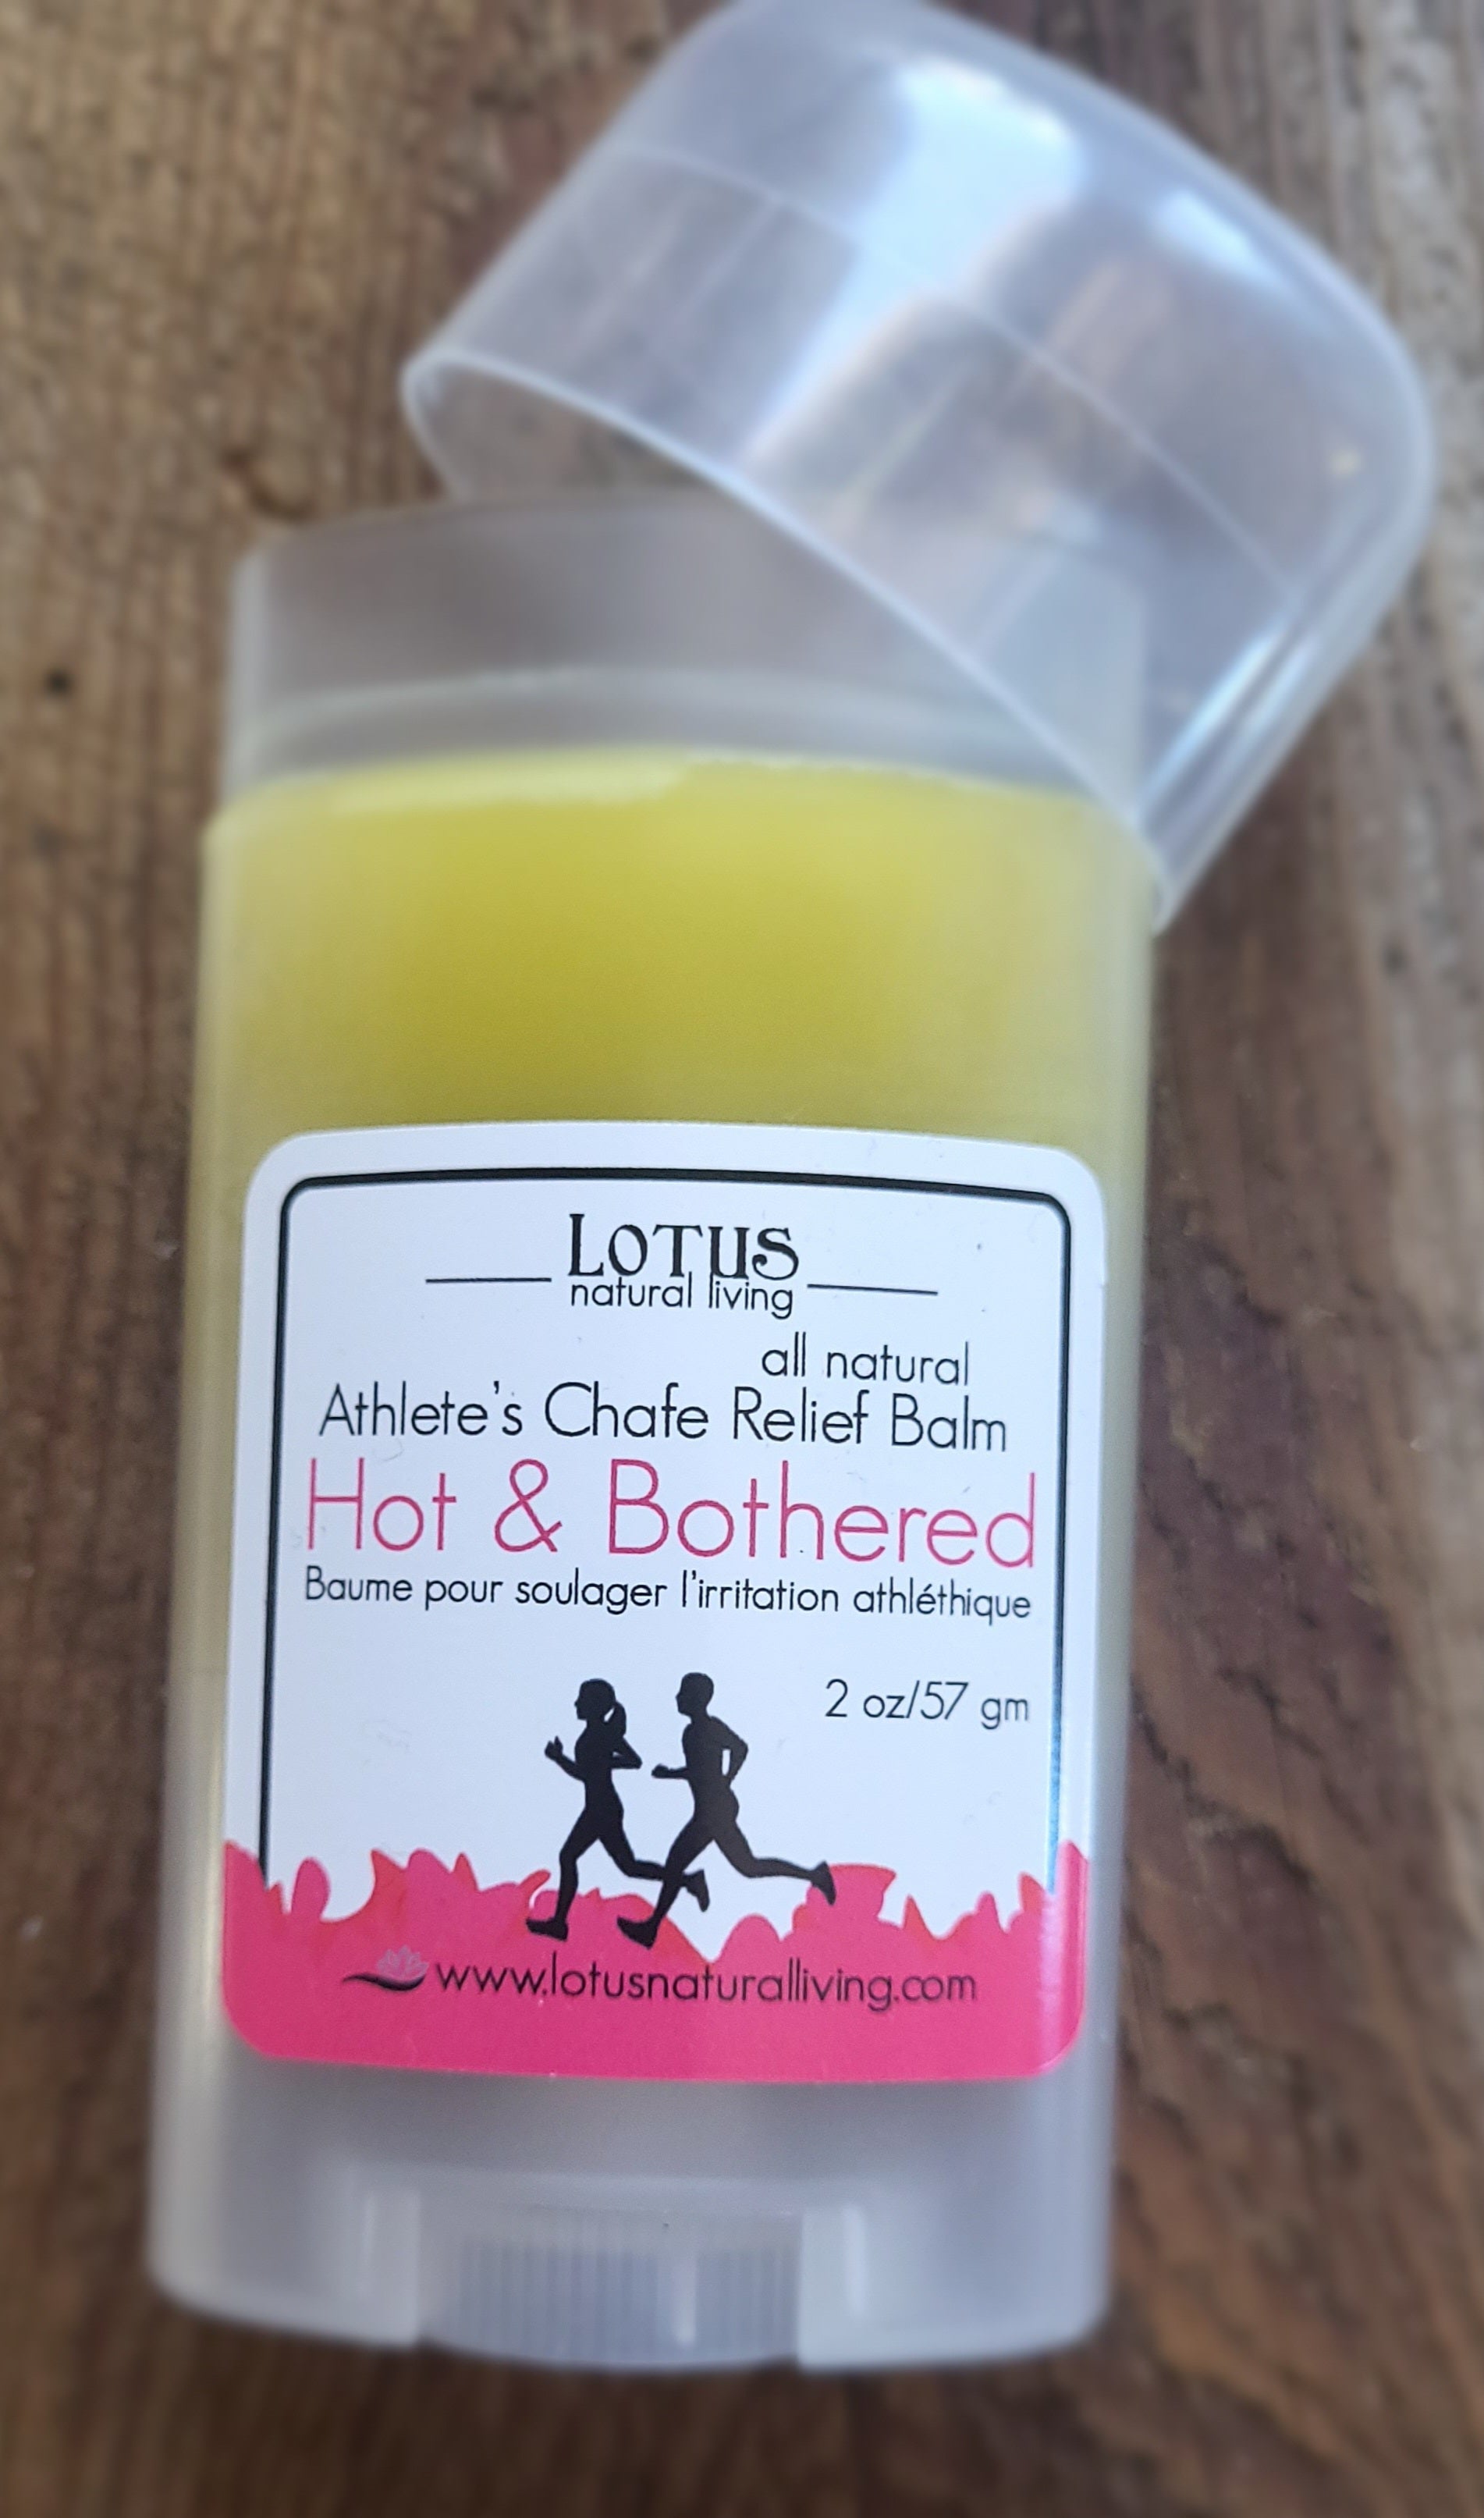 LOTUS
natural living
all natural
Athlete's Chafe Relief Balm
Hot & Bothered
Baume pour soulager l'irritation athléthique
2 oz/57 gm
www.lotusnaturalliving.com